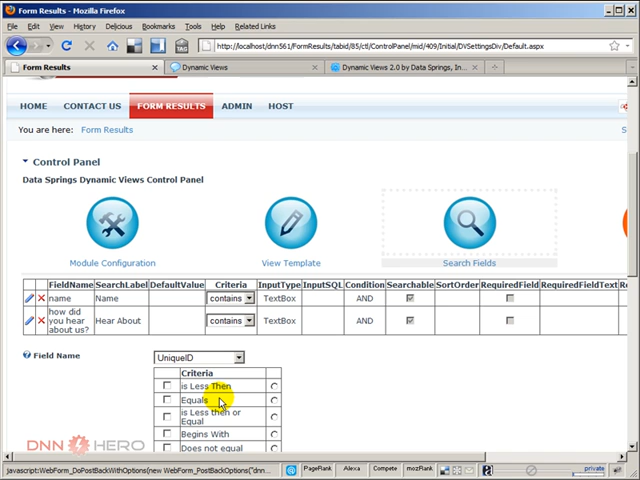 Form Results - Mozilla Firefox
File Edit View History Delicious Bookmarks Tools Help Related Links
http://localhost/dnn561/FormResults/tabid/85/ctl/ControlPanel/mid/409/Initial/DVSettingsDiv/Default.aspx
Form Results Dynamic Views Dynamic Views 2.0 by Data Springs, In...
HOME CONTACT US FORM RESULTS ADMIN HOST
You are here: Form Results
Control Panel
Data Springs Dynamic Views Control Panel
Module Configuration View Template Search Fields
FieldName SearchLabel DefaultValue Criteria InputType InputSQL Condition Searchable SortOrder RequiredField RequiredFieldText Re
name Name contains TextBox AND
how did
you hear
about us? Hear About contains TextBox AND
Field Name UniqueID
Criteria
is Less Then
Equals
is Less then or
Equal
Begins With
Does not equal
DNN HERO
javascript:WebForm_DoPostBackWithOptions(new WebForm_PostBackOptions("dnn... PageRank Alexa Compete mozRank private